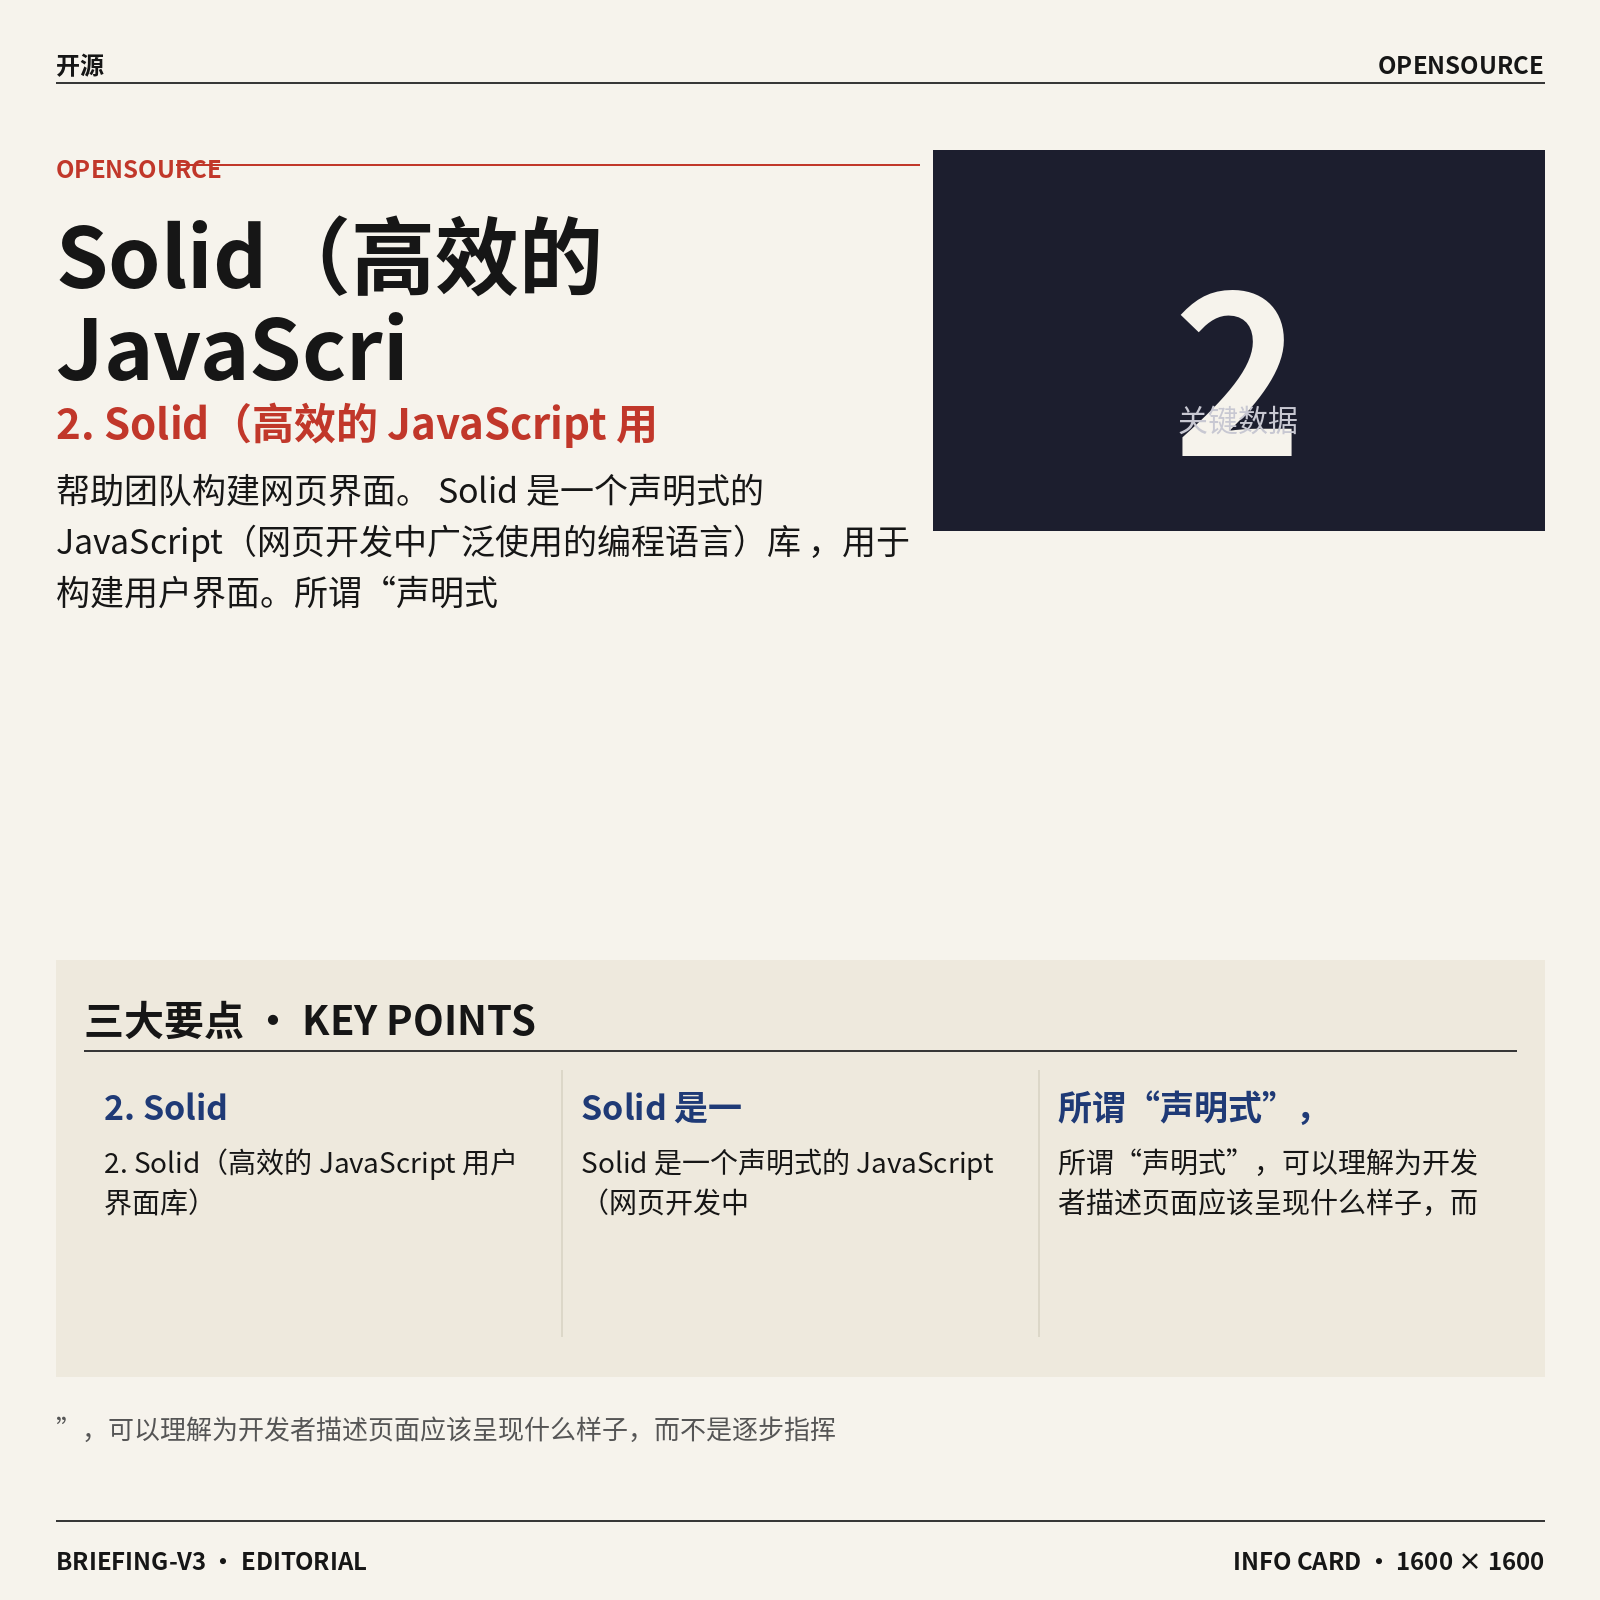 开源
OPENSOURCE
OPENSOURCE
Solid（高效的
JavaScri
2. Solid（高效的 JavaScript 用
帮助团队构建网页界面。 Solid 是一个声明式的
JavaScript（网页开发中广泛使用的编程语言）库 ，用于
构建用户界面。所谓“声明式
2
关键数据
三大要点 · KEY POINTS
2. Solid
2. Solid（高效的 JavaScript 用户
界面库）
Solid 是一
Solid 是一个声明式的 JavaScript
（网页开发中
所谓“声明式”，
所谓“声明式”，可以理解为开发
者描述页面应该呈现什么样子，而
”，可以理解为开发者描述页面应该呈现什么样子，而不是逐步指挥
BRIEFING-V3 · EDITORIAL
INFO CARD · 1600 × 1600